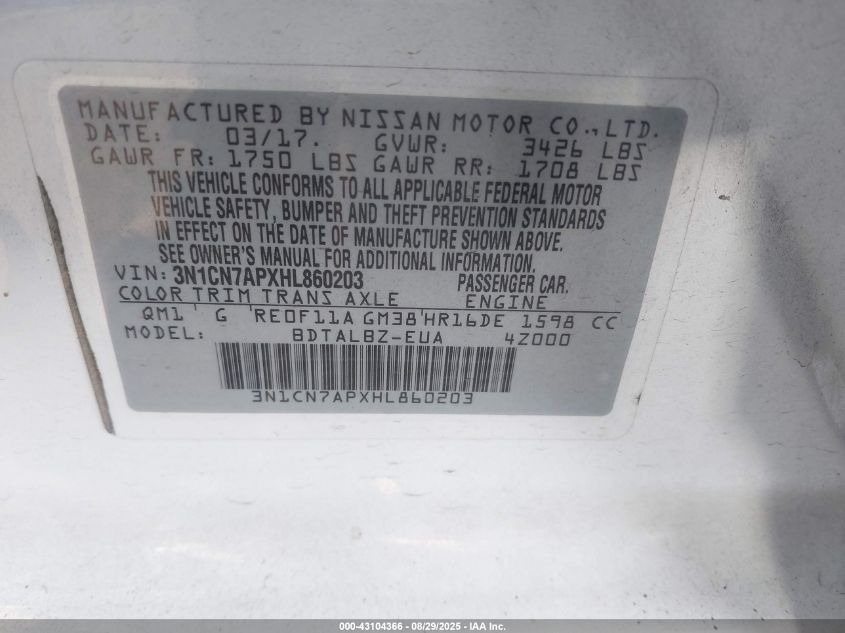 MANUFACTURED BY NISSAN MOTOR CO.,LTD.
DATE: 03/17. GVWR: 3426 LBS
GAWR FR: 1750 LBS GAWR RR: 1708 LBS
THIS VEHICLE CONFORMS TO ALL APPLICABLE FEDERAL MOTOR
VEHICLE SAFETY, BUMPER AND THEFT PREVENTION STANDARDS
IN EFFECT ON THE DATE OF MANUFACTURE SHOWN ABOVE.
SEE OWNER'S MANUAL FOR ADDITIONAL INFORMATION.
VIN: 3N1CN7APXHL860203 PASSENGER CAR.
COLOR TRIM TRANS AXLE ENGINE
QM1 G RE0F11A GM38 HR16DE 1598 CC
MODEL: BDTALBZ-EUA 4Z000
3N1CN7APXHL860203
000-43104366 - 08/29/2025 - IAA Inc.